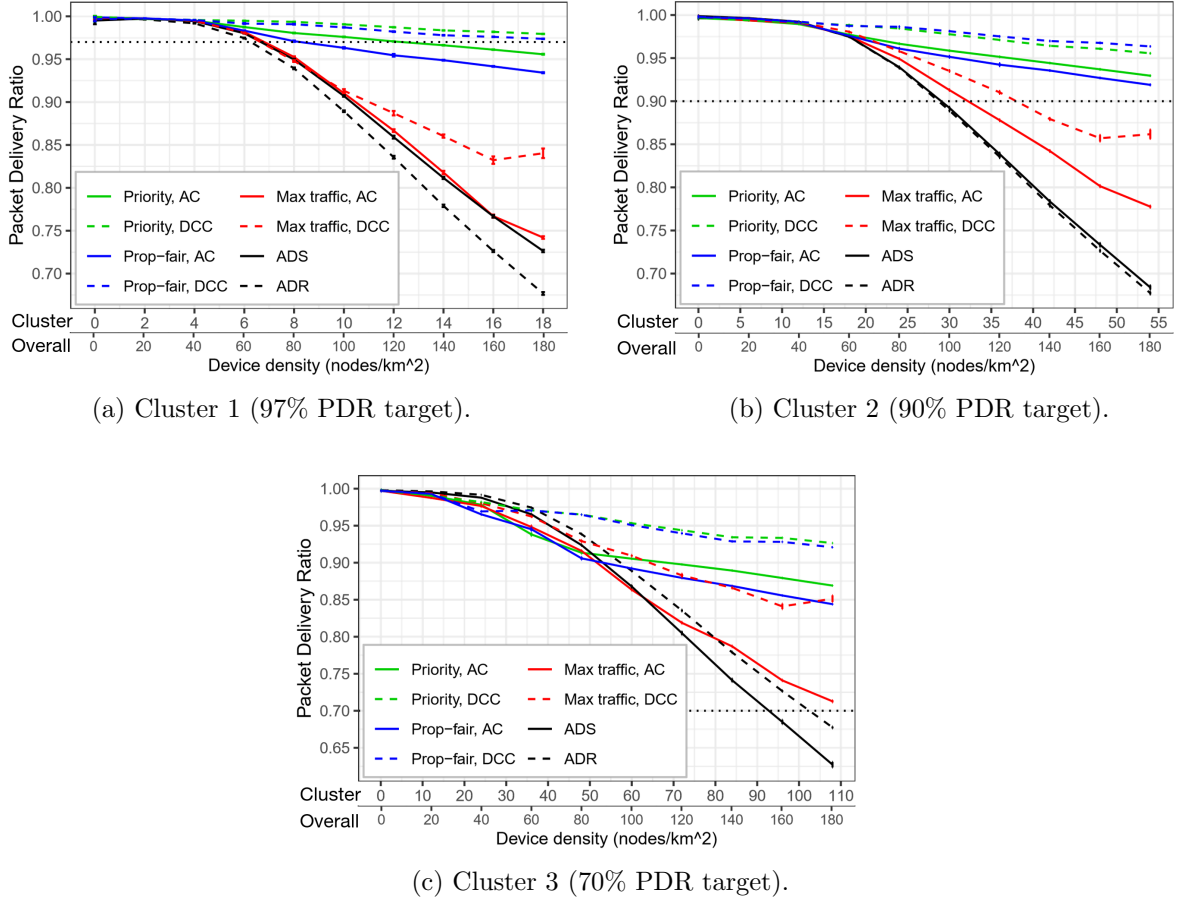 Packet Delivery Ratio
1.00
0.95
0.90
0.85
0.80
0.75
0.70
Priority, AC
Priority, DCC
Prop−fair, AC
Prop−fair, DCC
Max traffic, AC
Max traffic, DCC
ADS
ADR
Cluster 0 2 4 6 8 10 12 14 16 18
Overall 0 20 40 60 80 100 120 140 160 180
Device density (nodes/km^2)
(a) Cluster 1 (97% PDR target).
Packet Delivery Ratio
1.00
0.95
0.90
0.85
0.80
0.75
0.70
Priority, AC
Priority, DCC
Prop−fair, AC
Prop−fair, DCC
Max traffic, AC
Max traffic, DCC
ADS
ADR
Cluster 0 5 10 15 20 25 30 35 40 45 50 55
Overall 0 20 40 60 80 100 120 140 160 180
Device density (nodes/km^2)
(b) Cluster 2 (90% PDR target).
Packet Delivery Ratio
1.00
0.95
0.90
0.85
0.80
0.75
0.70
0.65
Priority, AC
Priority, DCC
Prop−fair, AC
Prop−fair, DCC
Max traffic, AC
Max traffic, DCC
ADS
ADR
Cluster 0 10 20 30 40 50 60 70 80 90 100 110
Overall 0 20 40 60 80 100 120 140 160 180
Device density (nodes/km^2)
(c) Cluster 3 (70% PDR target).